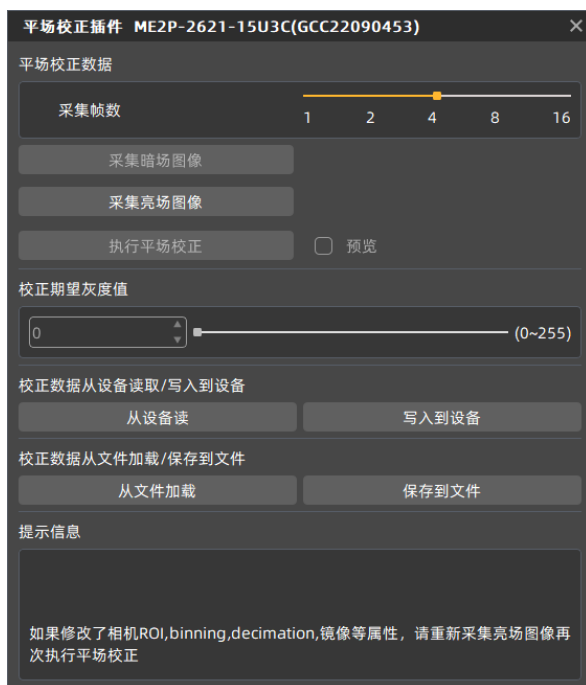 平场校正插件 ME2P-2621-15U3C(GCC22090453)
平场校正数据
采集帧数
1 2 4 8 16
采集暗场图像
采集亮场图像
执行平场校正 预览
校正期望灰度值
0 (0~255)
校正数据从设备读取/写入到设备
从设备读 写入到设备
校正数据从文件加载/保存到文件
从文件加载 保存到文件
提示信息
如果修改了相机ROI,binning,decimation,镜像等属性，请重新采集亮场图像再
次执行平场校正